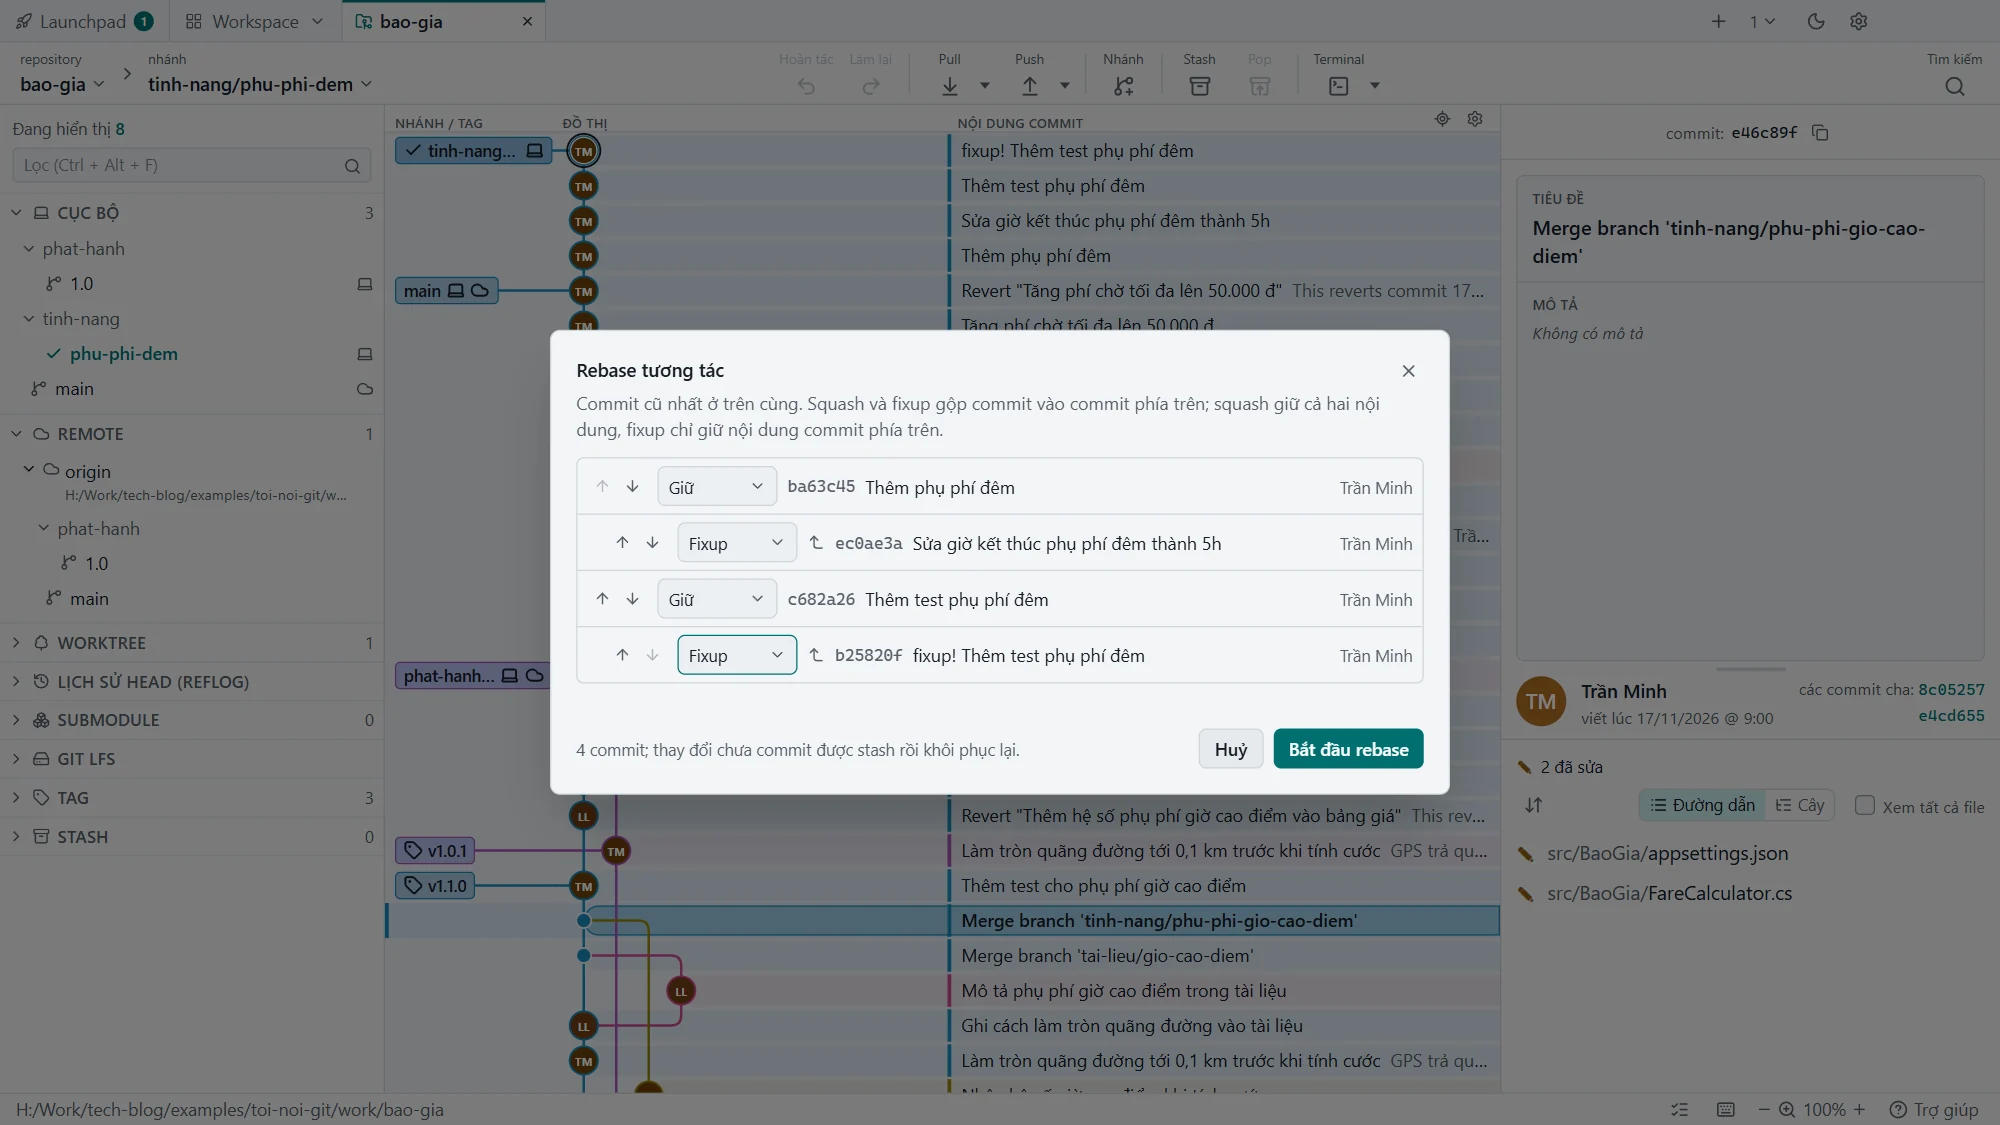 Launchpad 1
Workspace
bao-gia
1
repository
bao-gia
nhánh
tinh-nang/phu-phi-dem
Hoàn tác
Làm lại
Pull
Push
Nhánh
Stash
Pop
Terminal
Tìm kiếm
Đang hiển thị 8
Lọc (Ctrl + Alt + F)
CỤC BỘ 3
phat-hanh
1.0
tinh-nang
phu-phi-dem
main
REMOTE 1
origin
H:/Work/tech-blog/examples/toi-noi-git/w...
phat-hanh
1.0
main
WORKTREE 1
LỊCH SỬ HEAD (REFLOG)
SUBMODULE 0
GIT LFS
TAG 3
STASH 0
NHÁNH / TAG
ĐỒ THỊ
NỘI DUNG COMMIT
tinh-nang... TM fixup! Thêm test phụ phí đêm
TM Thêm test phụ phí đêm
TM Sửa giờ kết thúc phụ phí đêm thành 5h
TM Thêm phụ phí đêm
main TM Revert "Tăng phí chờ tối đa lên 50.000 đ" This reverts commit 17...
TM Tăng phí chờ tối đa lên 50.000 đ
Trầ...
phat-hanh...
Rebase tương tác
Commit cũ nhất ở trên cùng. Squash và fixup gộp commit vào commit phía trên; squash giữ cả hai nội
dung, fixup chỉ giữ nội dung commit phía trên.
Giữ ba63c45 Thêm phụ phí đêm Trần Minh
Fixup ec0ae3a Sửa giờ kết thúc phụ phí đêm thành 5h Trần Minh
Giữ c682a26 Thêm test phụ phí đêm Trần Minh
Fixup b25820f fixup! Thêm test phụ phí đêm Trần Minh
4 commit; thay đổi chưa commit được stash rồi khôi phục lại.
Huỷ
Bắt đầu rebase
LL Revert "Thêm hệ số phụ phí giờ cao điểm vào bảng giá" This rev...
v1.0.1 TM Làm tròn quãng đường tới 0,1 km trước khi tính cước GPS trả qu...
v1.1.0 TM Thêm test cho phụ phí giờ cao điểm
Merge branch 'tinh-nang/phu-phi-gio-cao-diem'
Merge branch 'tai-lieu/gio-cao-diem'
LL Mô tả phụ phí giờ cao điểm trong tài liệu
LL Ghi cách làm tròn quãng đường vào tài liệu
TM Làm tròn quãng đường tới 0,1 km trước khi tính cước GPS trả qu...
commit: e46c89f
TIÊU ĐỀ
Merge branch 'tinh-nang/phu-phi-gio-cao-
diem'
MÔ TẢ
Không có mô tả
TM
Trần Minh
viết lúc 17/11/2026 @ 9:00
các commit cha: 8c05257
e4cd655
2 đã sửa
Đường dẫn
Cây
Xem tất cả file
src/BaoGia/appsettings.json
src/BaoGia/FareCalculator.cs
H:/Work/tech-blog/examples/toi-noi-git/work/bao-gia
100%
Trợ giúp